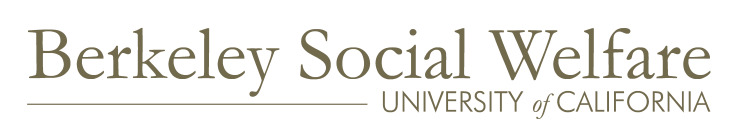 Berkeley Social Welfare
UNIVERSITY of CALIFORNIA